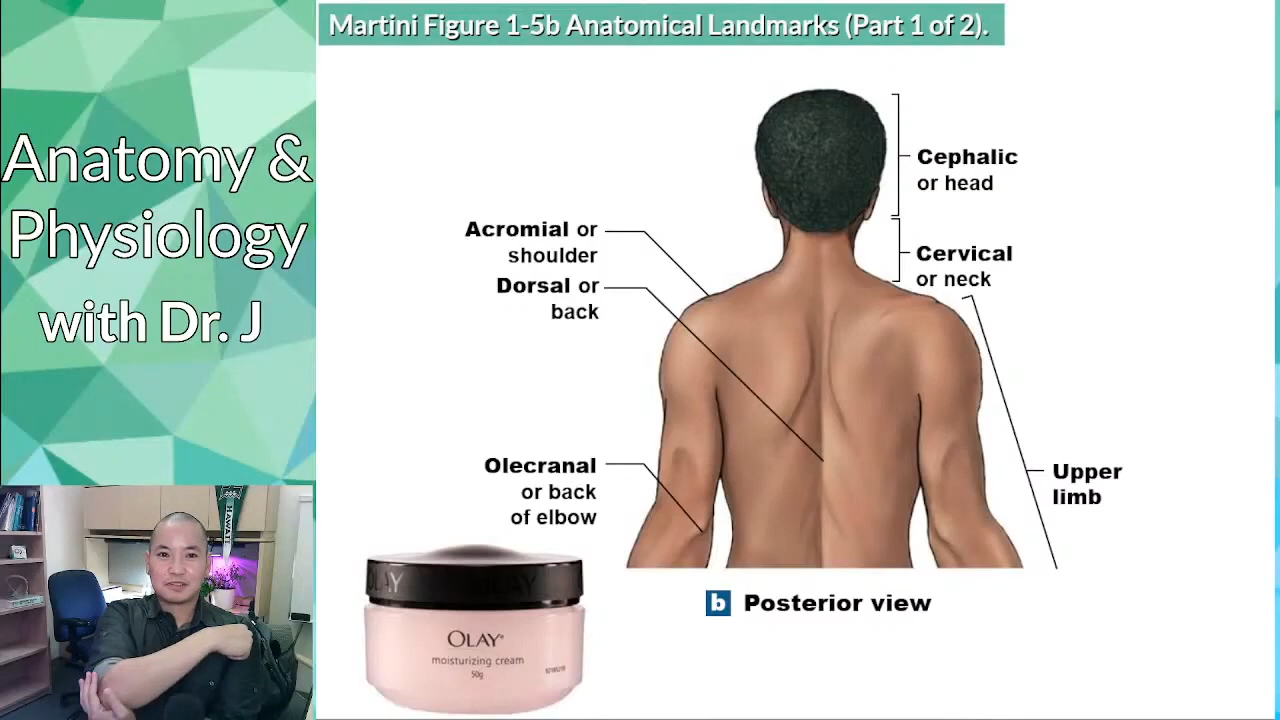 Martini Figure 1-5b Anatomical Landmarks (Part 1 of 2).
Anatomy &
Physiology
with Dr. J
Cephalic
or head
Acromial or
shoulder
Cervical
or neck
Dorsal or
back
Olecranal
or back
of elbow
Upper
limb
b Posterior view
OLAY
moisturizing cream
50g
HAWAI'I